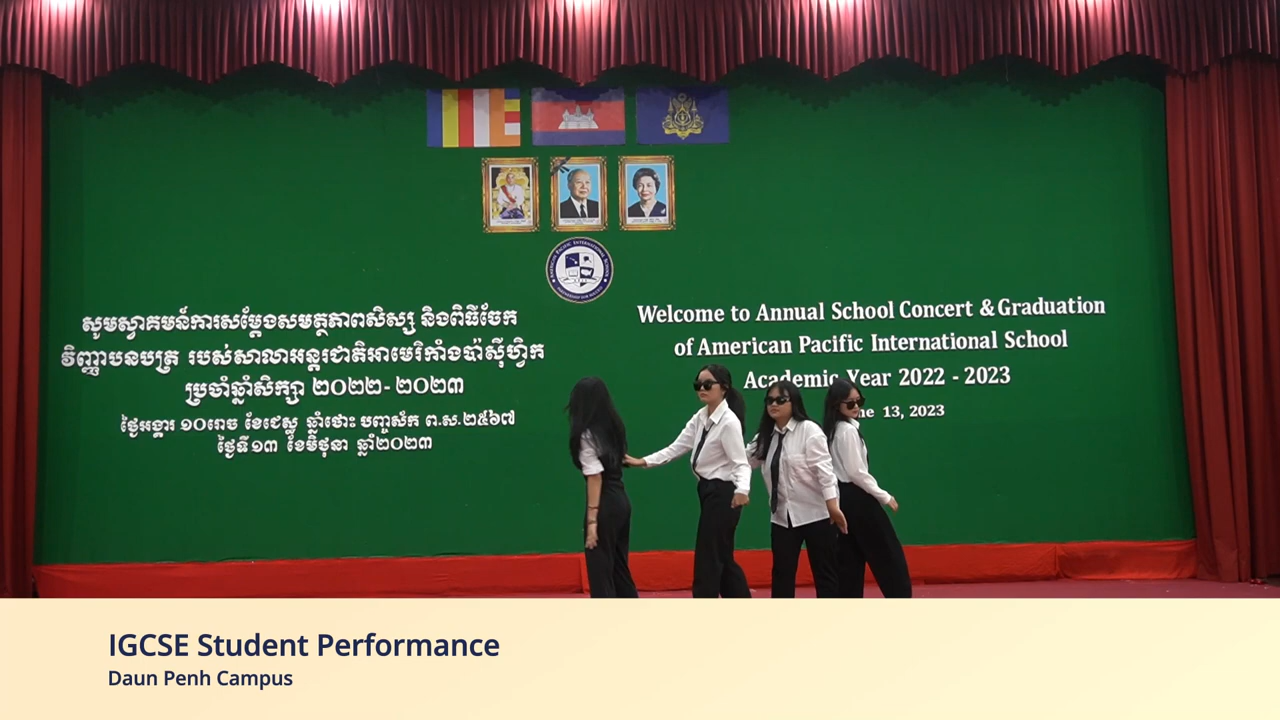 AMERICAN PACIFIC INTERNATIONAL SCHOOL
សូមស្វាគមន៍ការសម្ដែងសមត្ថភាពសិស្ស និងពិធីចែក
វិញ្ញាបនបត្រ របស់សាលាអន្តរជាតិអាមេរិកាំងប៉ាស៊ីហ្វិក
ប្រចាំឆ្នាំសិក្សា ២០២២- ២០២៣
ថ្ងៃអង្គារ ១០រោច ខែជេស្ឋ ឆ្នាំថោះ បញ្ចស័ក ព.ស.២៥៦៧
ថ្ងៃទី ១៣ ខែមិថុនា ឆ្នាំ២០២៣
Welcome to Annual School Concert & Graduation
of American Pacific International School
Academic Year 2022 - 2023
ne 13, 2023
IGCSE Student Performance
Daun Penh Campus